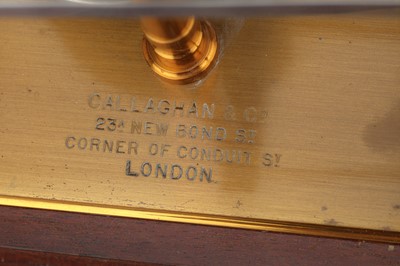 CALLAGHAN & Co
23A NEW BOND ST
CORNER OF CONDUIT ST
LONDON.